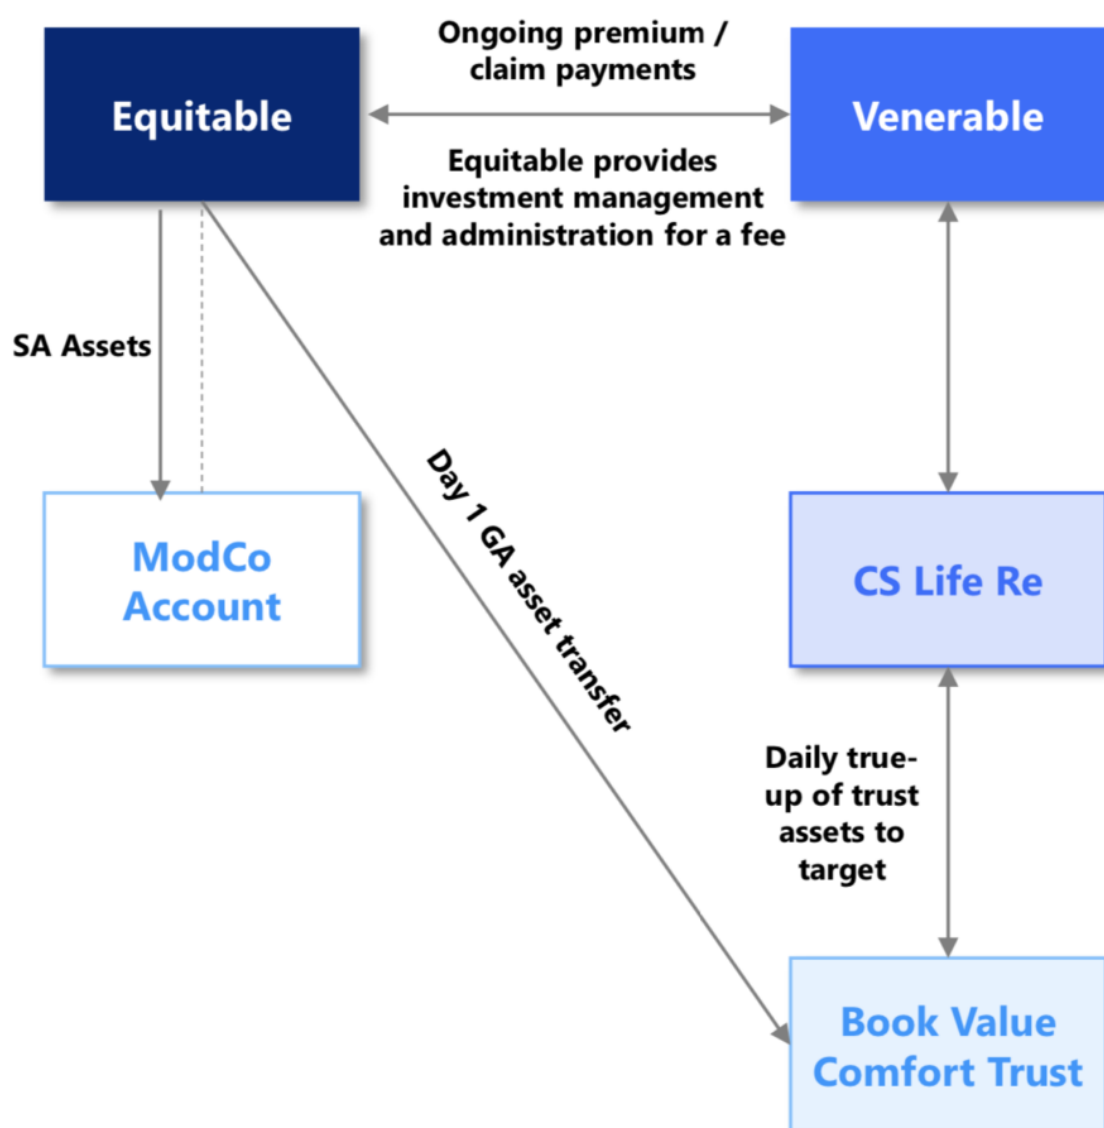 Ongoing premium /
claim payments
Equitable
Venerable
Equitable provides
investment management
and administration for a fee
SA Assets
Day 1 GA asset transfer
ModCo
Account
CS Life Re
Daily true-
up of trust
assets to
target
Book Value
Comfort Trust